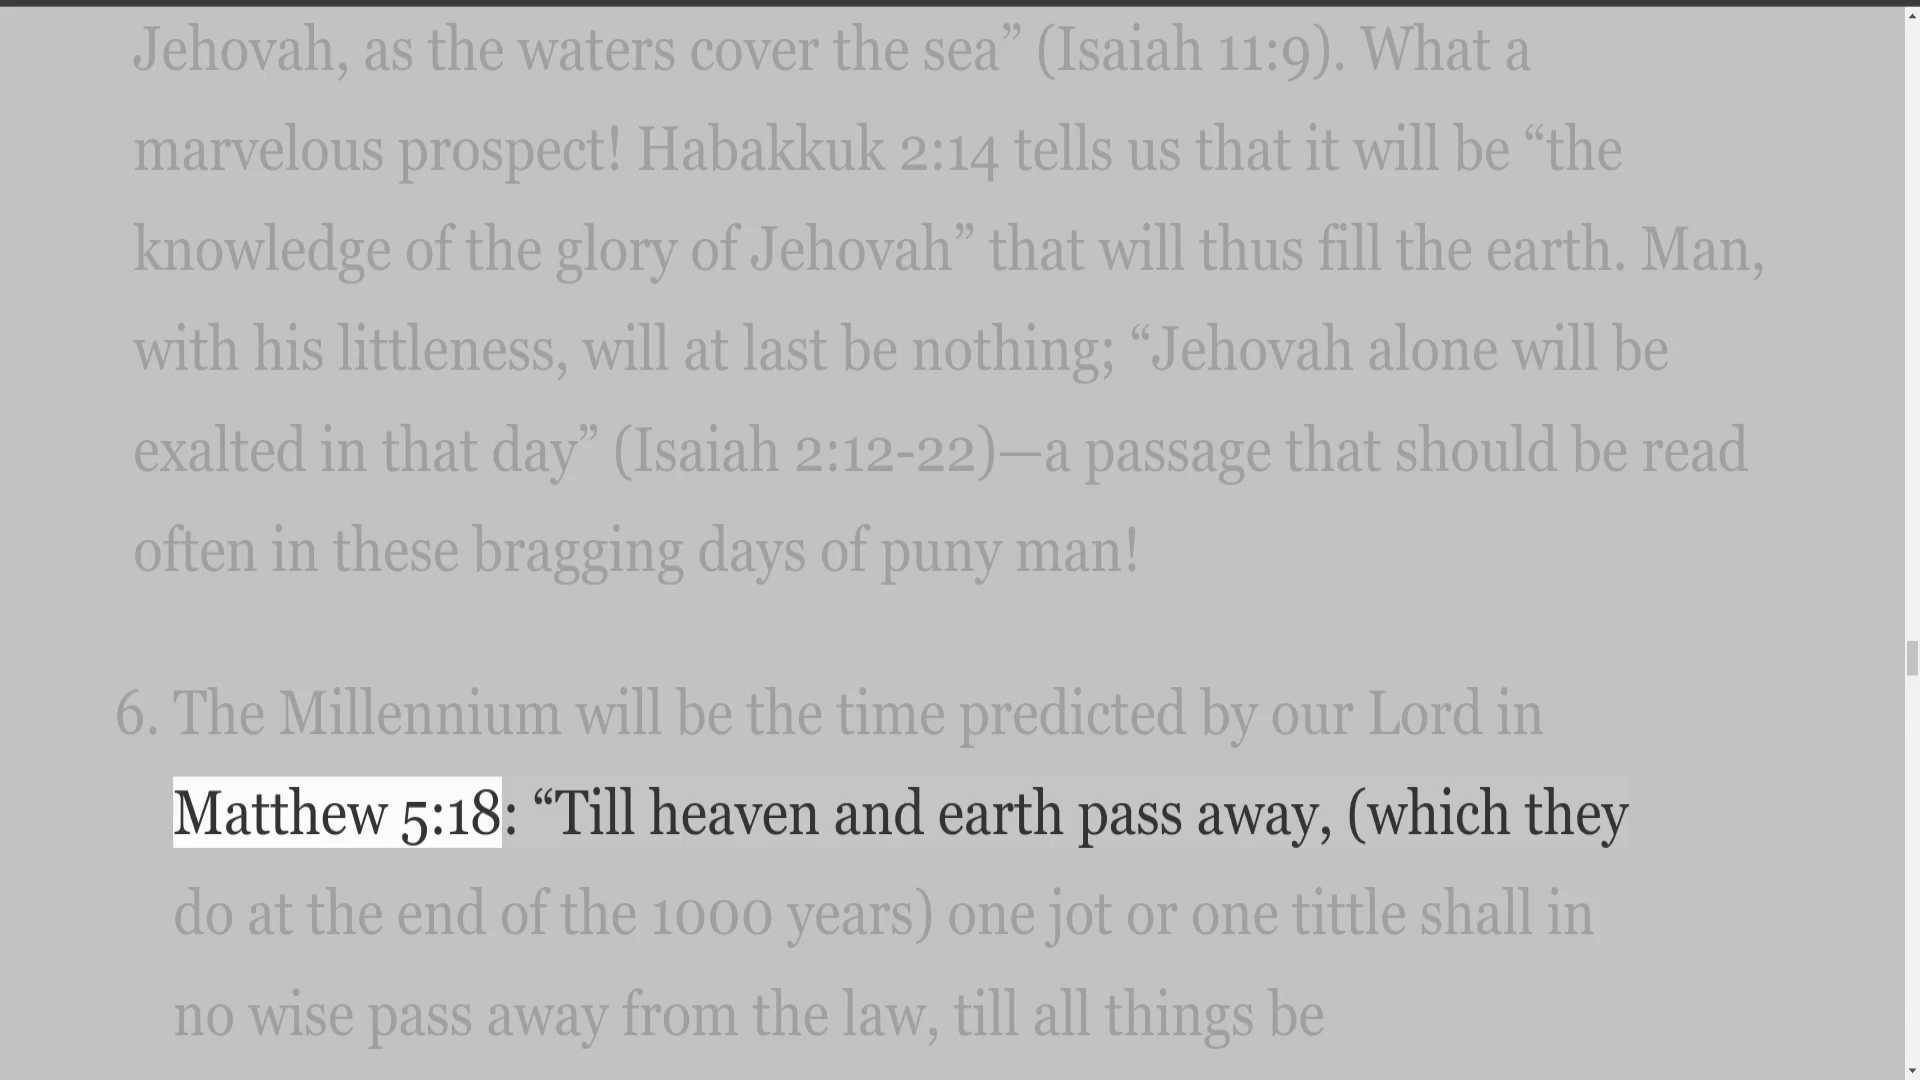 Jehovah, as the waters cover the sea” (Isaiah 11:9). What a
marvelous prospect! Habakkuk 2:14 tells us that it will be “the
knowledge of the glory of Jehovah” that will thus fill the earth. Man,
with his littleness, will at last be nothing; “Jehovah alone will be
exalted in that day” (Isaiah 2:12-22)—a passage that should be read
often in these bragging days of puny man!
6. The Millennium will be the time predicted by our Lord in
Matthew 5:18: “Till heaven and earth pass away, (which they
do at the end of the 1000 years) one jot or one tittle shall in
no wise pass away from the law, till all things be